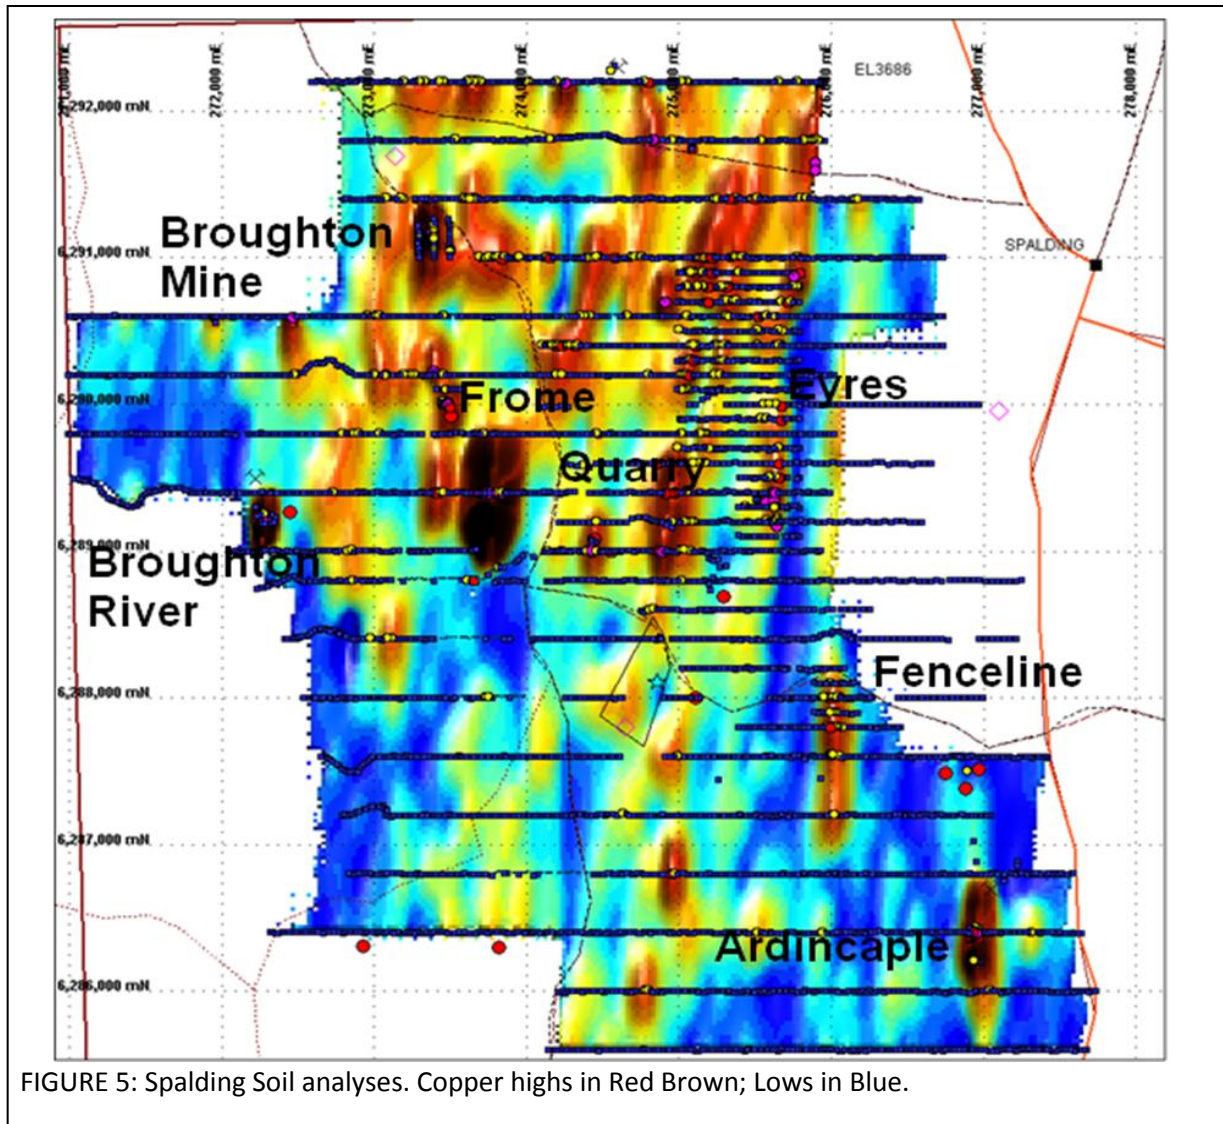 271,000 mE
272,000 mE
273,000 mE
274,000 mE
275,000 mE
276,000 mE
277,000 mE
278,000 mE
EL3686
6,292,000 mN
Broughton
Mine
6,291,000 mN
SPALDING
Frome
Eyres
6,290,000 mN
Quarry
6,289,000 mN
Broughton
River
Fenceline
6,288,000 mN
6,287,000 mN
Ardincaple
6,286,000 mN
FIGURE 5: Spalding Soil analyses. Copper highs in Red Brown; Lows in Blue.